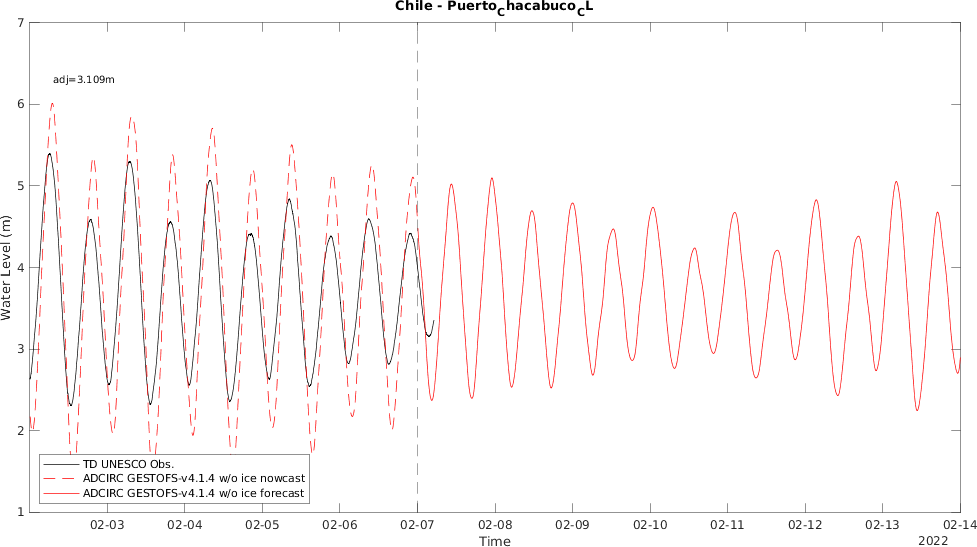 Chile - Puerto_Chacabuco_CL
7
adj=3.109m
6
5
4
3
2
1
Water Level (m)
TD UNESCO Obs.
ADCIRC GESTOFS-v4.1.4 w/o ice nowcast
ADCIRC GESTOFS-v4.1.4 w/o ice forecast
02-03 02-04 02-05 02-06 02-07 02-08 02-09 02-10 02-11 02-12 02-13 02-14
Time
2022